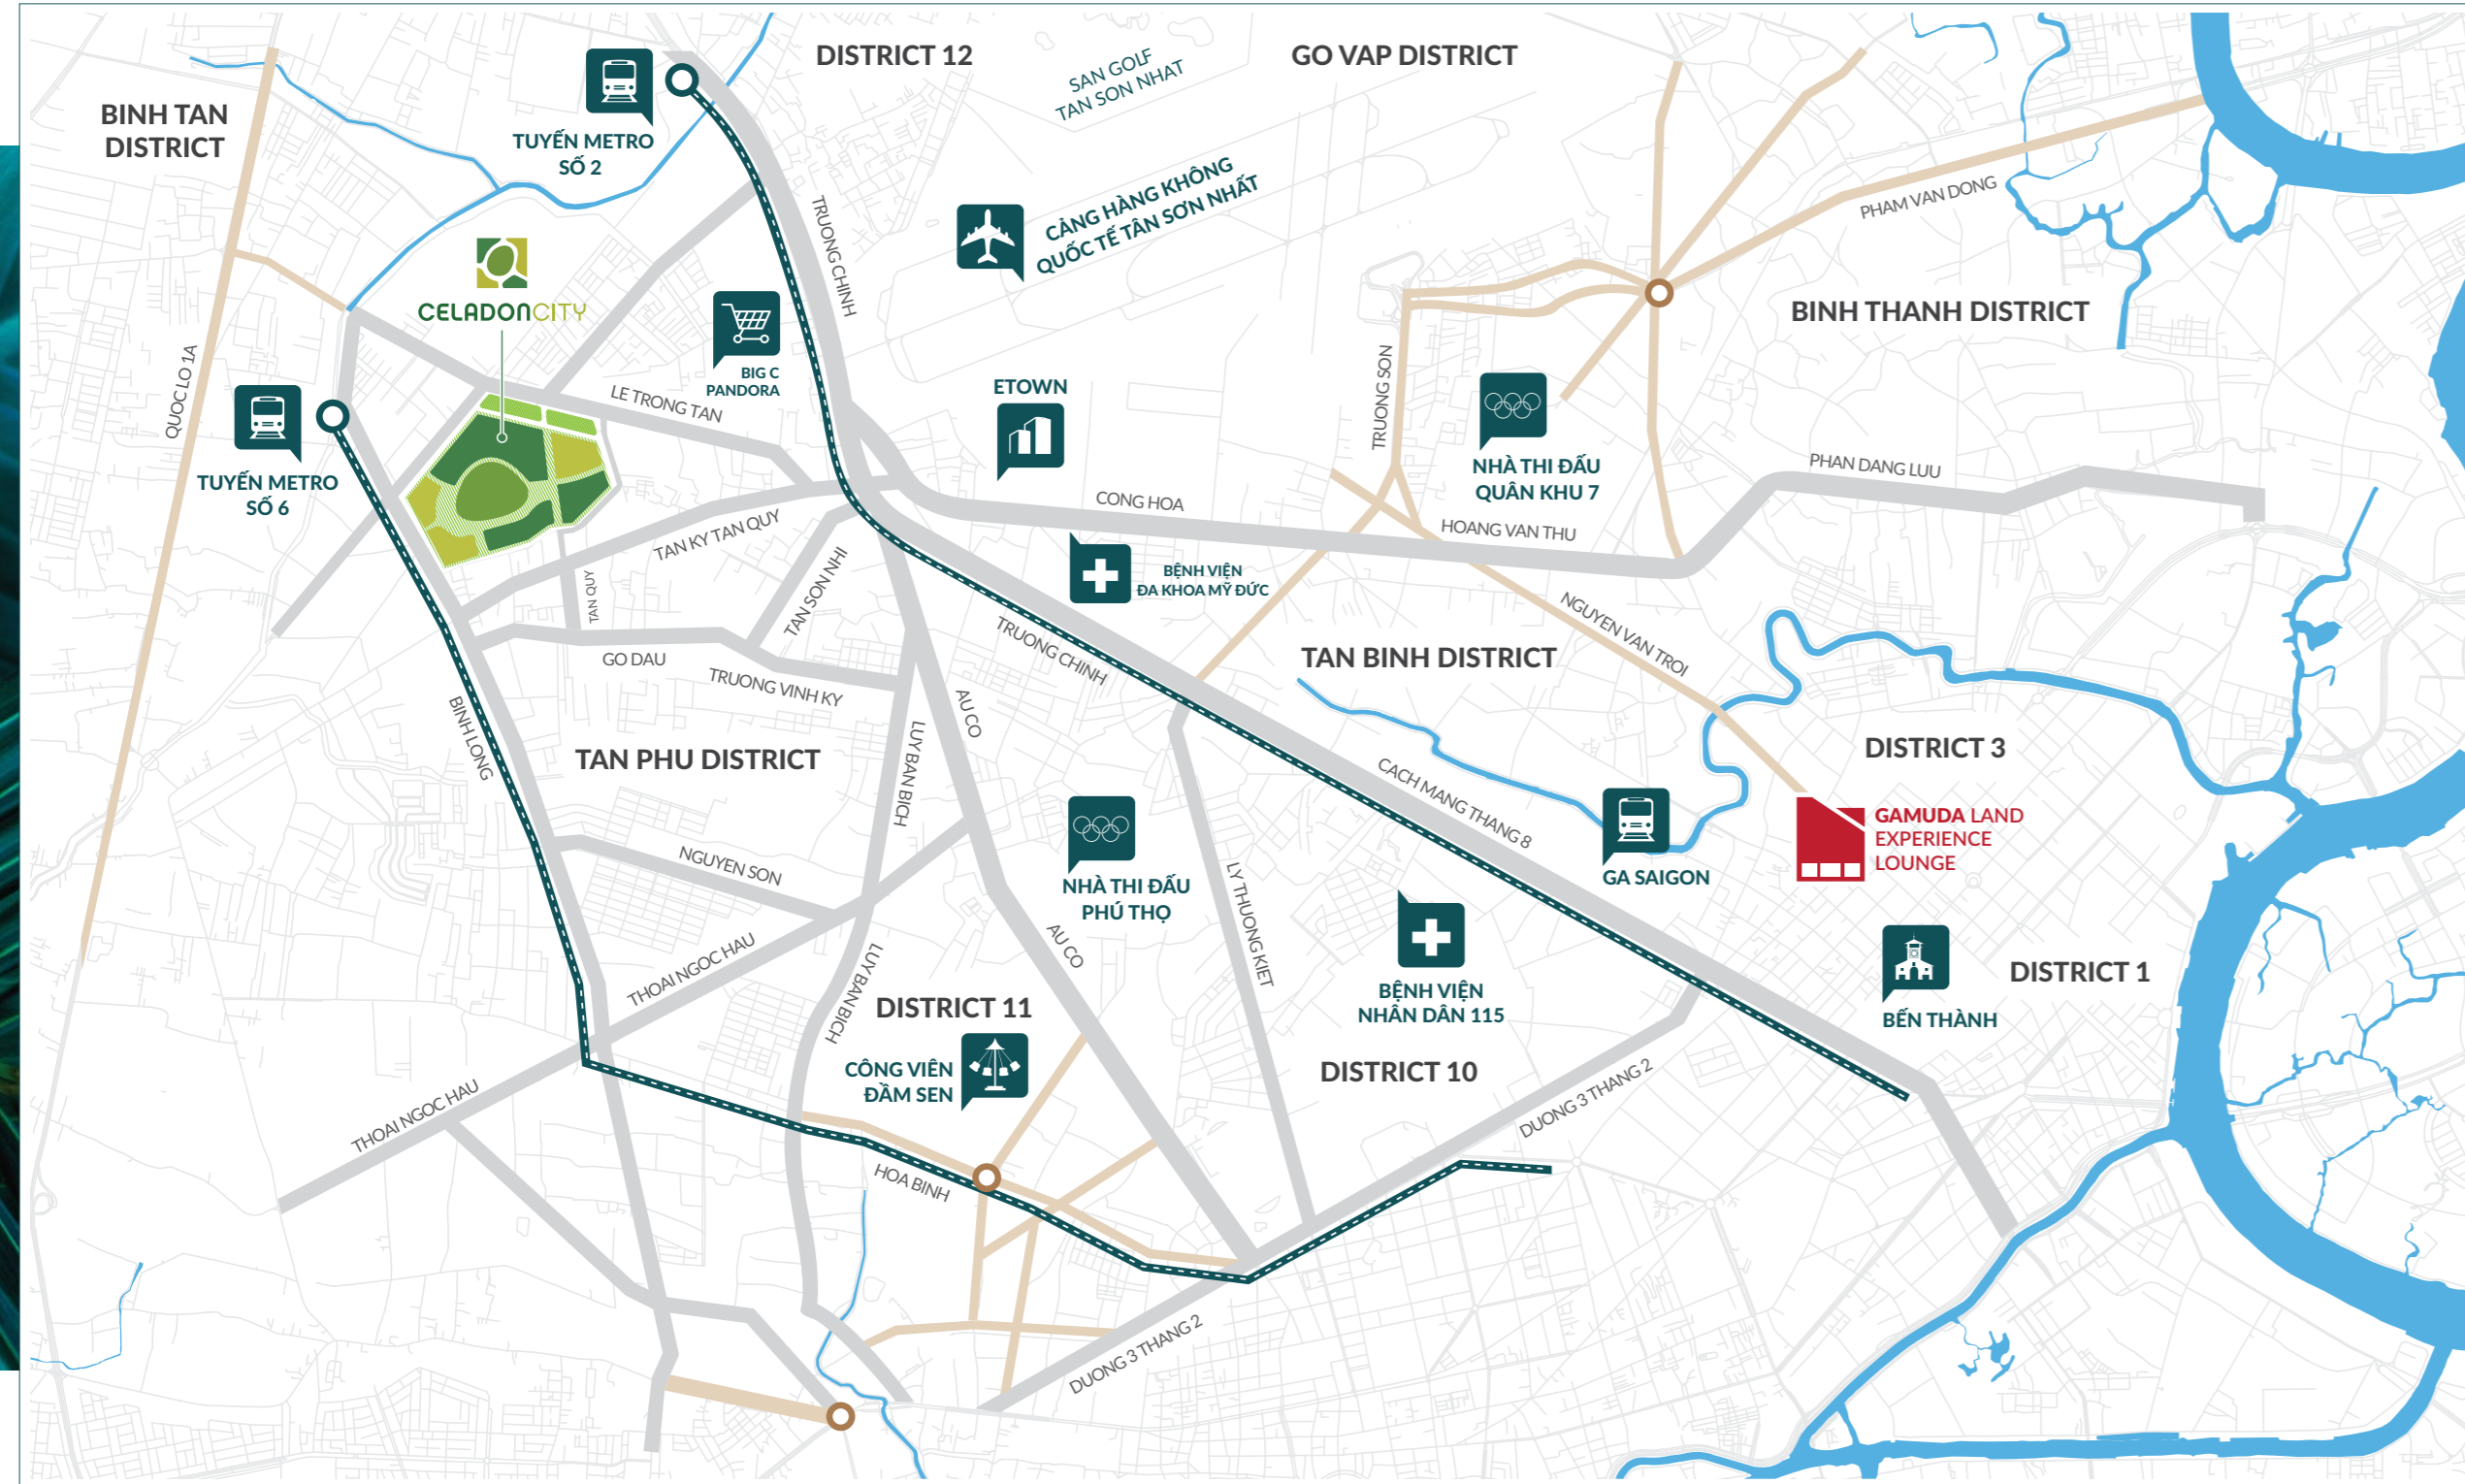 DISTRICT 12
GO VAP DISTRICT
SAN GOLF
TAN SON NHAT
BINH TAN
DISTRICT
TUYẾN METRO
SỐ 2
CẢNG HÀNG KHÔNG
QUỐC TẾ TÂN SƠN NHẤT
TRUONG CHINH
PHAM VAN DONG
CELADONCITY
BINH THANH DISTRICT
QUOC LO 1A
BIG C
PANDORA
LE TRONG TAN
ETOWN
TRUONG SON
TUYẾN METRO
SỐ 6
NHÀ THI ĐẤU
QUÂN KHU 7
PHAN DANG LUU
CONG HOA
HOANG VAN THU
TAN KY TAN QUY
TAN QUY
TAN SON NHI
BỆNH VIỆN
ĐA KHOA MỸ ĐỨC
NGUYEN VAN TROI
TRUONG CHINH
GO DAU
TRUONG VINH KY
TAN BINH DISTRICT
BINH LONG
AU CO
LUY BAN BICH
TAN PHU DISTRICT
DISTRICT 3
CACH MANG THANG 8
GAMUDA LAND
EXPERIENCE
LOUNGE
NGUYEN SON
NHÀ THI ĐẤU
PHÚ THỌ
LY THUONG KIET
GA SAIGON
THOAI NGOC HAU
LUY BAN BICH
AU CO
BỆNH VIỆN
NHÂN DÂN 115
BẾN THÀNH
DISTRICT 1
DISTRICT 11
CÔNG VIÊN
ĐẦM SEN
DISTRICT 10
THOAI NGOC HAU
DUONG 3 THANG 2
HOA BINH
DUONG 3 THANG 2